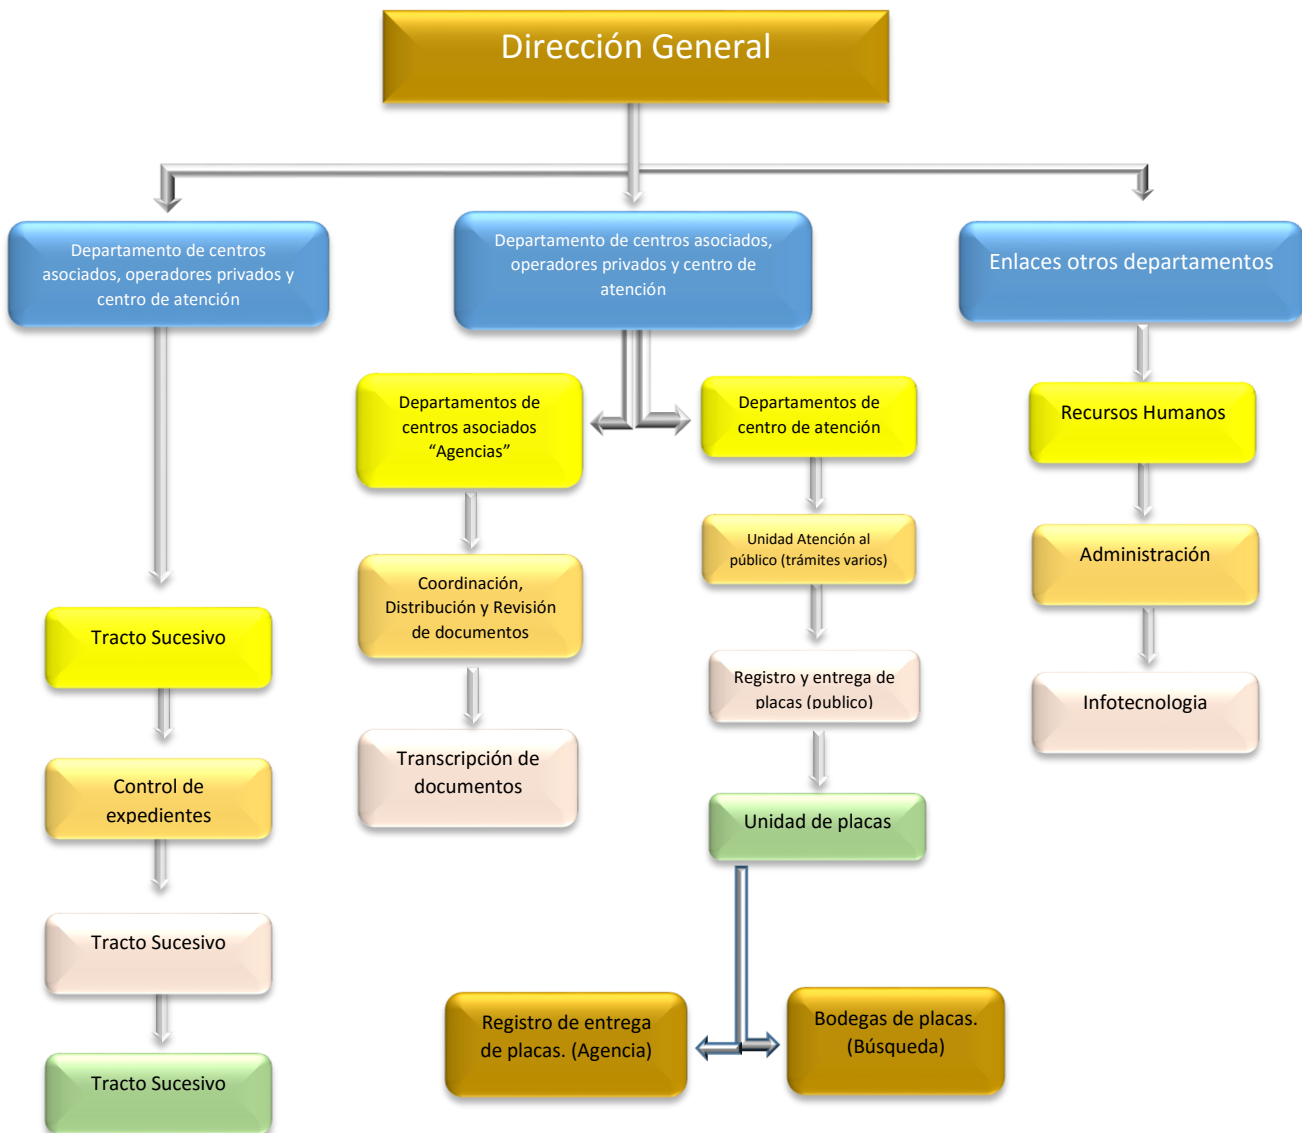 Dirección General
Departamento de centros
asociados, operadores privados y
centro de atención
Departamento de centros asociados,
operadores privados y centro de
atención
Enlaces otros departamentos
Departamentos de
centros asociados
“Agencias”
Departamentos de
centro de atención
Recursos Humanos
Unidad Atención al
público (trámites varios)
Administración
Coordinación,
Distribución y Revisión
de documentos
Tracto Sucesivo
Registro y entrega de
placas (publico)
Infotecnologia
Transcripción de
documentos
Control de
expedientes
Unidad de placas
Tracto Sucesivo
Registro de entrega
de placas. (Agencia)
Bodegas de placas.
(Búsqueda)
Tracto Sucesivo